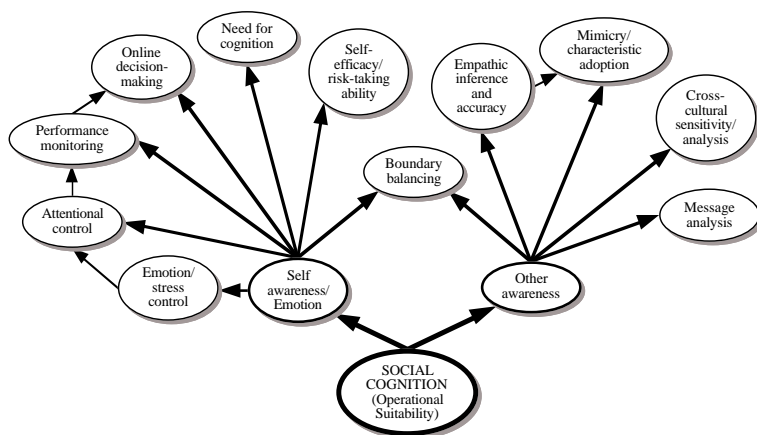 Online
decision-
making
Need for
cognition
Self-
efficacy/
risk-taking
ability
Empathic
inference
and
accuracy
Mimicry/
characteristic
adoption
Cross-
cultural
sensitivity/
analysis
Performance
monitoring
Boundary
balancing
Attentional
control
Message
analysis
Emotion/
stress
control
Self
awareness/
Emotion
Other
awareness
SOCIAL
COGNITION
(Operational
Suitability)